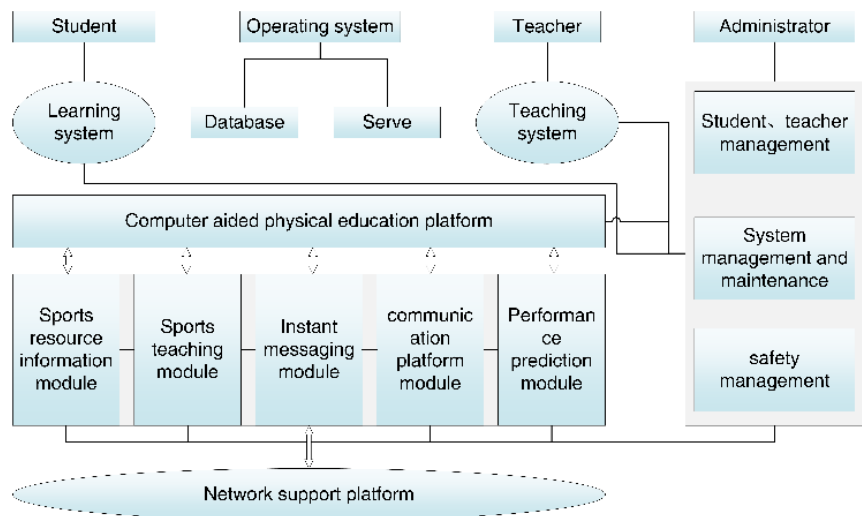 Student
Operating system
Teacher
Administrator
Learning
system
Database
Serve
Teaching
system
Student、teacher
management
Computer aided physical education platform
System
management and
maintenance
Sports
resource
information
module
Sports
teaching
module
Instant
messaging
module
communic
ation
platform
module
Performan
ce
prediction
module
safety
management
Network support platform